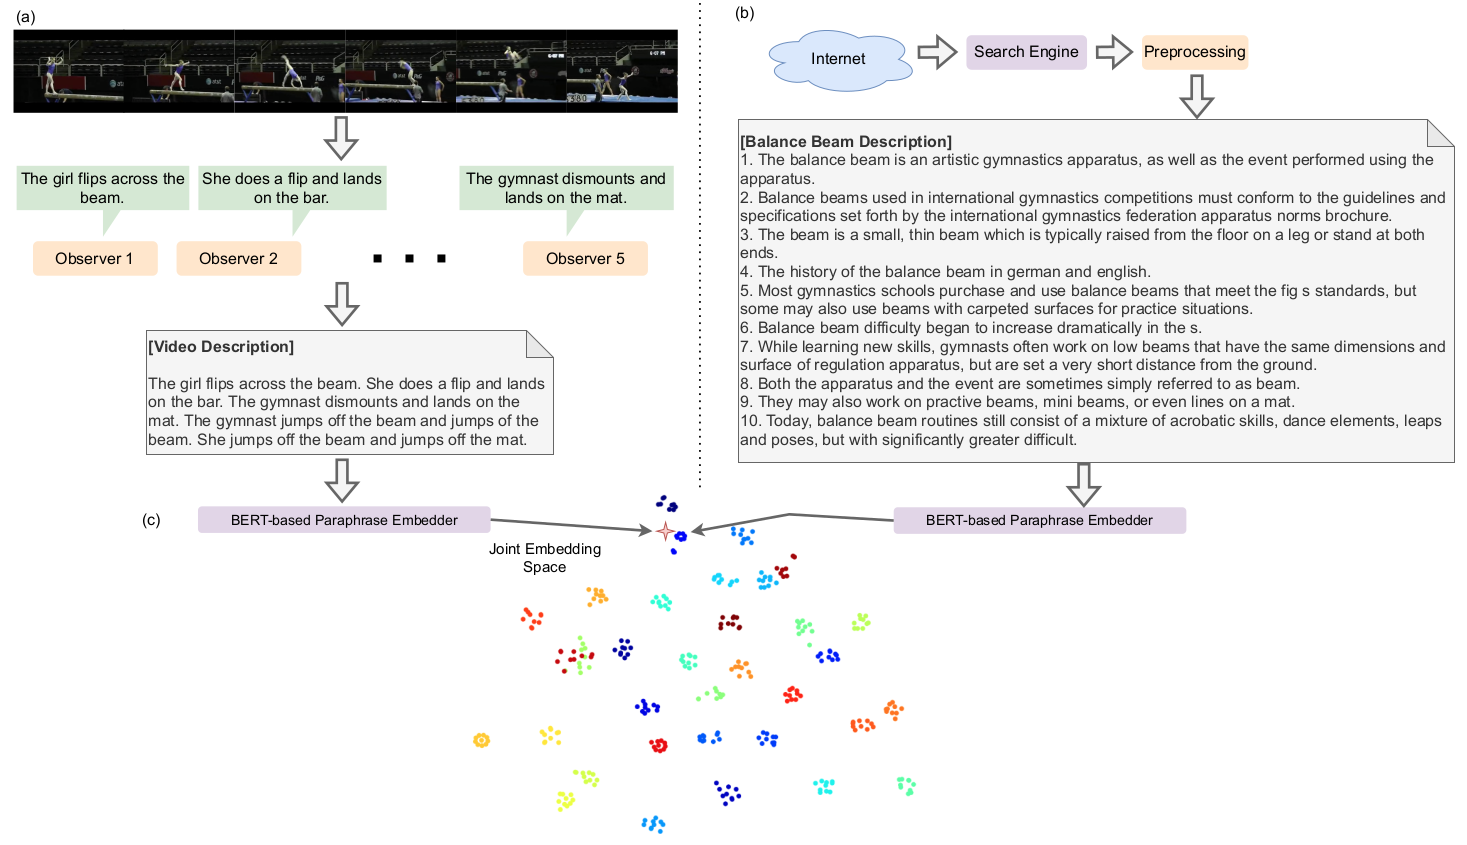 (a)
at&t
P&G
6:07 PM
6:07 PM
580
The girl flips across the
beam.
She does a flip and lands
on the bar.
The gymnast dismounts and
lands on the mat.
Observer 1
Observer 2
Observer 5
[Video Description]
The girl flips across the beam. She does a flip and lands
on the bar. The gymnast dismounts and lands on the
mat. The gymnast jumps off the beam and jumps of the
beam. She jumps off the beam and jumps off the mat.
(b)
Internet
Search Engine
Preprocessing
[Balance Beam Description]
1. The balance beam is an artistic gymnastics apparatus, as well as the event performed using the
apparatus.
2. Balance beams used in international gymnastics competitions must conform to the guidelines and
specifications set forth by the international gymnastics federation apparatus norms brochure.
3. The beam is a small, thin beam which is typically raised from the floor on a leg or stand at both
ends.
4. The history of the balance beam in german and english.
5. Most gymnastics schools purchase and use balance beams that meet the fig s standards, but
some may also use beams with carpeted surfaces for practice situations.
6. Balance beam difficulty began to increase dramatically in the s.
7. While learning new skills, gymnasts often work on low beams that have the same dimensions and
surface of regulation apparatus, but are set a very short distance from the ground.
8. Both the apparatus and the event are sometimes simply referred to as beam.
9. They may also work on practive beams, mini beams, or even lines on a mat.
10. Today, balance beam routines still consist of a mixture of acrobatic skills, dance elements, leaps
and poses, but with significantly greater difficult.
(c)
BERT-based Paraphrase Embedder
BERT-based Paraphrase Embedder
Joint Embedding
Space